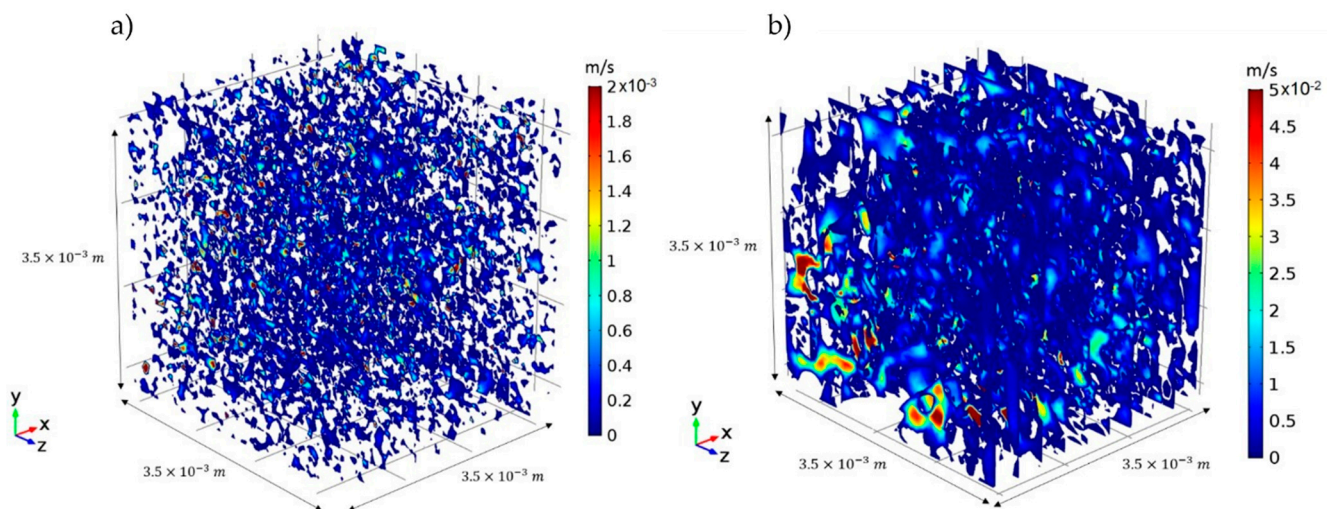 a)
m/s
2x10⁻³
1.8
1.6
1.4
1.2
1
0.8
0.6
0.4
0.2
0
3.5 × 10⁻³ m
3.5 × 10⁻³ m
3.5 × 10⁻³ m
y
x
z
b)
m/s
5x10⁻²
4.5
4
3.5
3
2.5
2
1.5
1
0.5
0
3.5 × 10⁻³ m
3.5 × 10⁻³ m
3.5 × 10⁻³ m
y
x
z